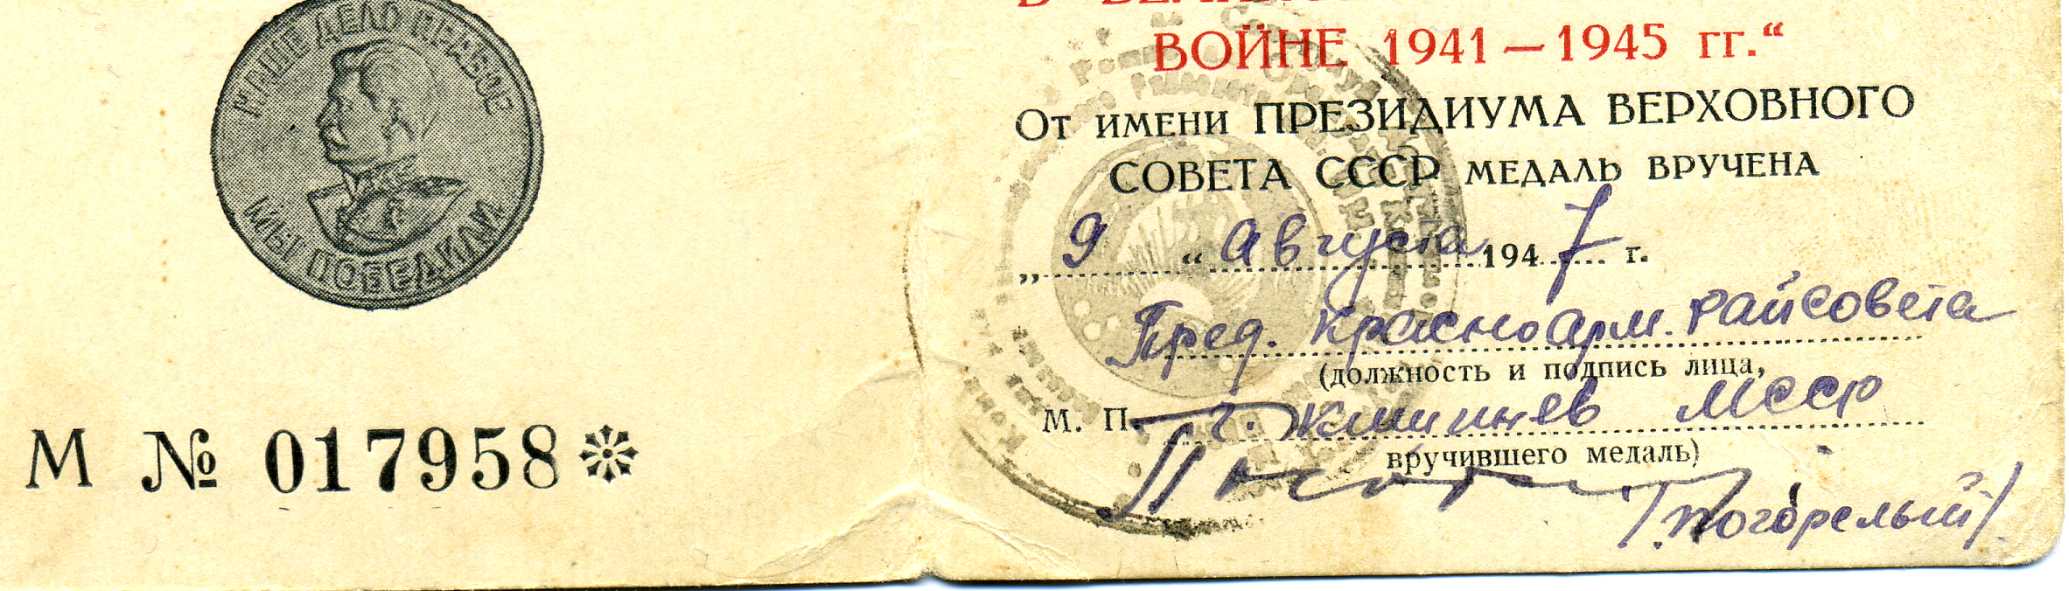 НАШЕ ДЕЛО ПРАВОЕ
МЫ ПОБЕДИЛИ
М № 017958
ВОЙНЕ 1941—1945 гг.“
От имени ПРЕЗИДИУМА ВЕРХОВНОГО
СОВЕТА СССР МЕДАЛЬ ВРУЧЕНА
„ 9 “ Августа 1947 г.
Пред. Красноарм. райсовета
(должность и подпись лица,
М. П. г. Кишинев МССР
вручившего медаль)
/Погорелый/